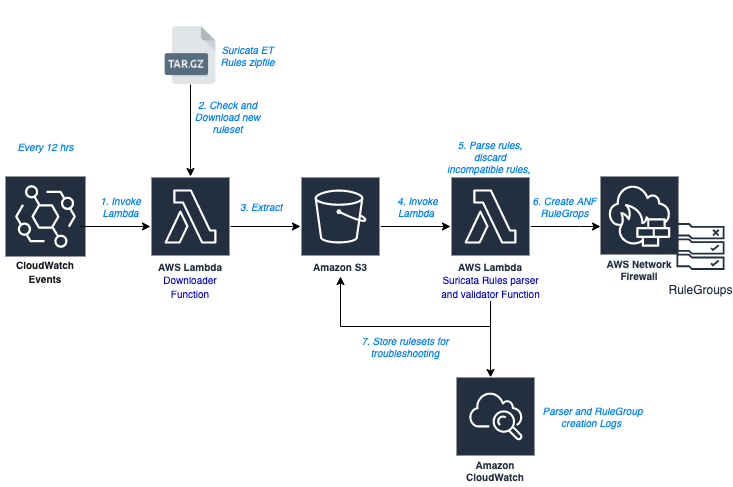 Suricata ET
Rules zipfile
TAR.GZ
2. Check and
Download new
ruleset
Every 12 hrs
5. Parse rules,
discard
incompatible rules,
1. Invoke
Lambda
3. Extract
4. Invoke
Lambda
6. Create ANF
RuleGrops
CloudWatch
Events
AWS Lambda
Downloader
Function
Amazon S3
AWS Lambda
Suricata Rules parser
and validator Function
AWS Network
Firewall
RuleGroups
7. Store rulesets for
troubleshooting
Parser and RuleGroup
creation Logs
Amazon
CloudWatch